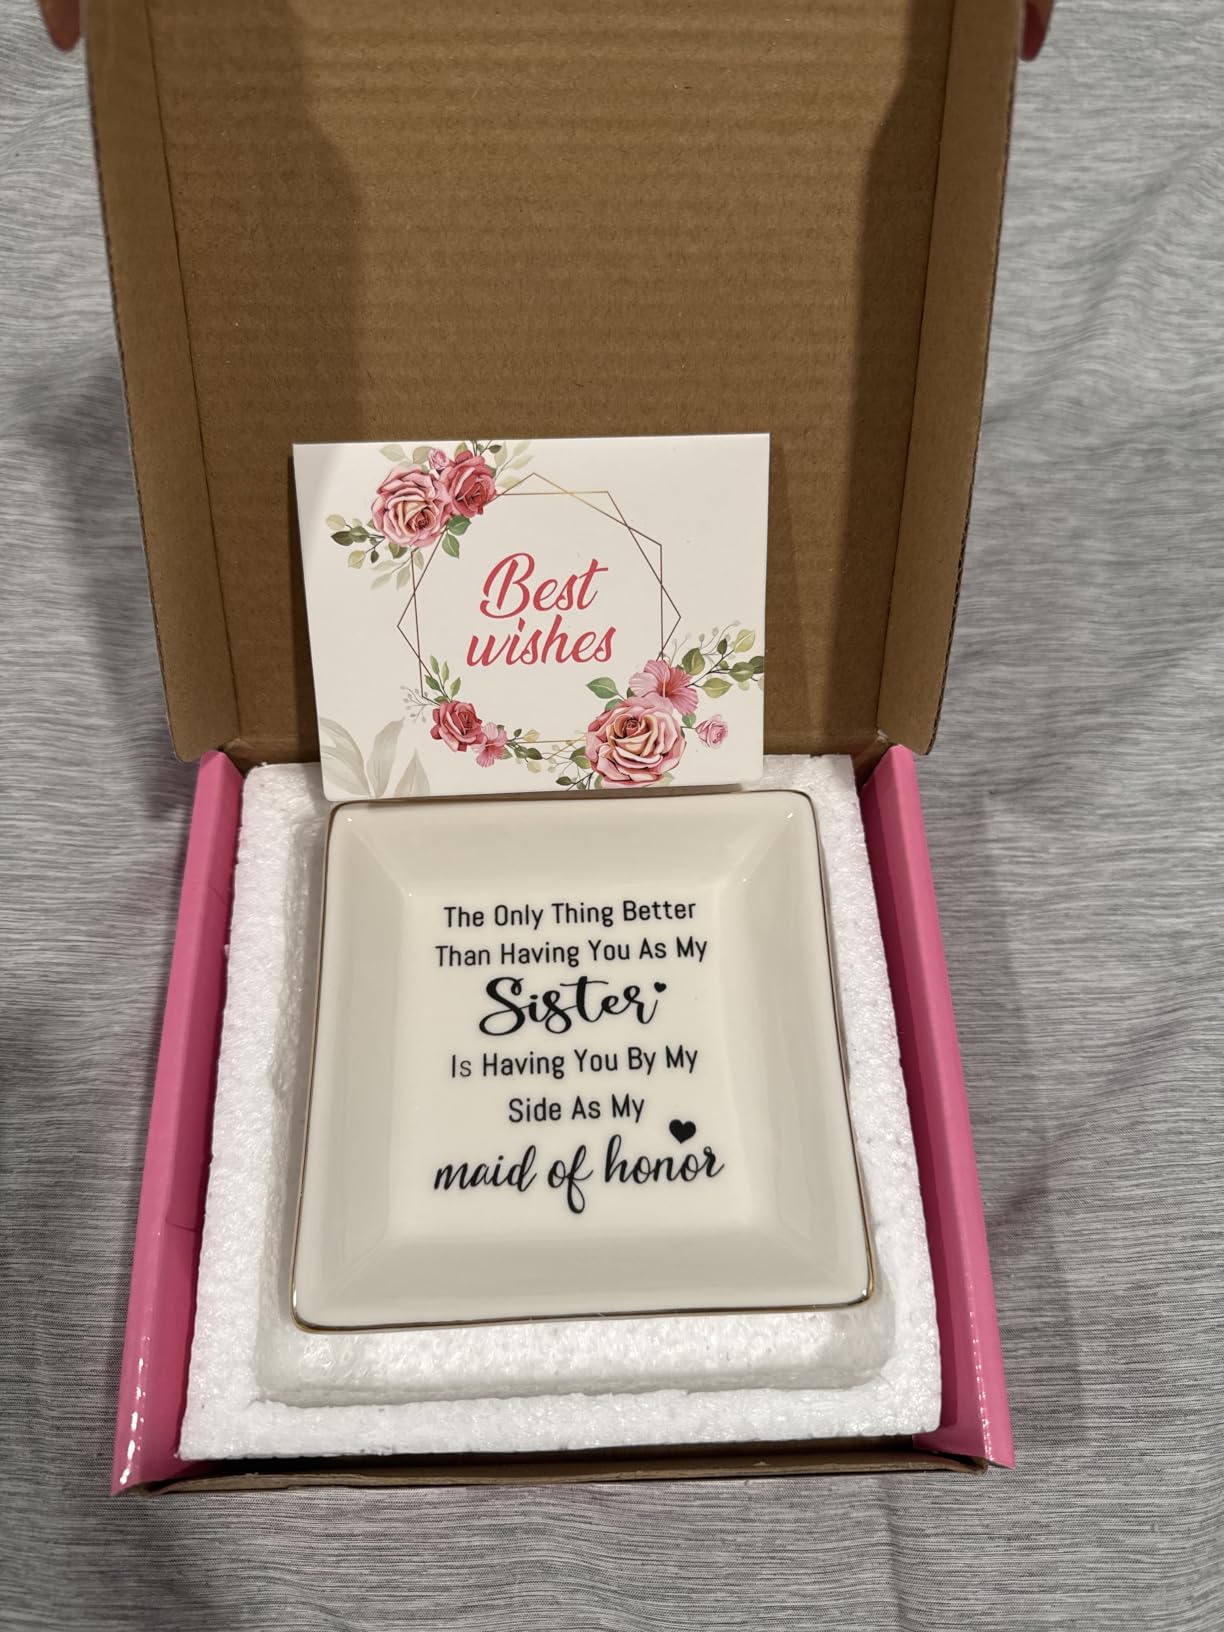 Best
wishes
The Only Thing Better
Than Having You As My
Sister
Is Having You By My
Side As My
maid of honor